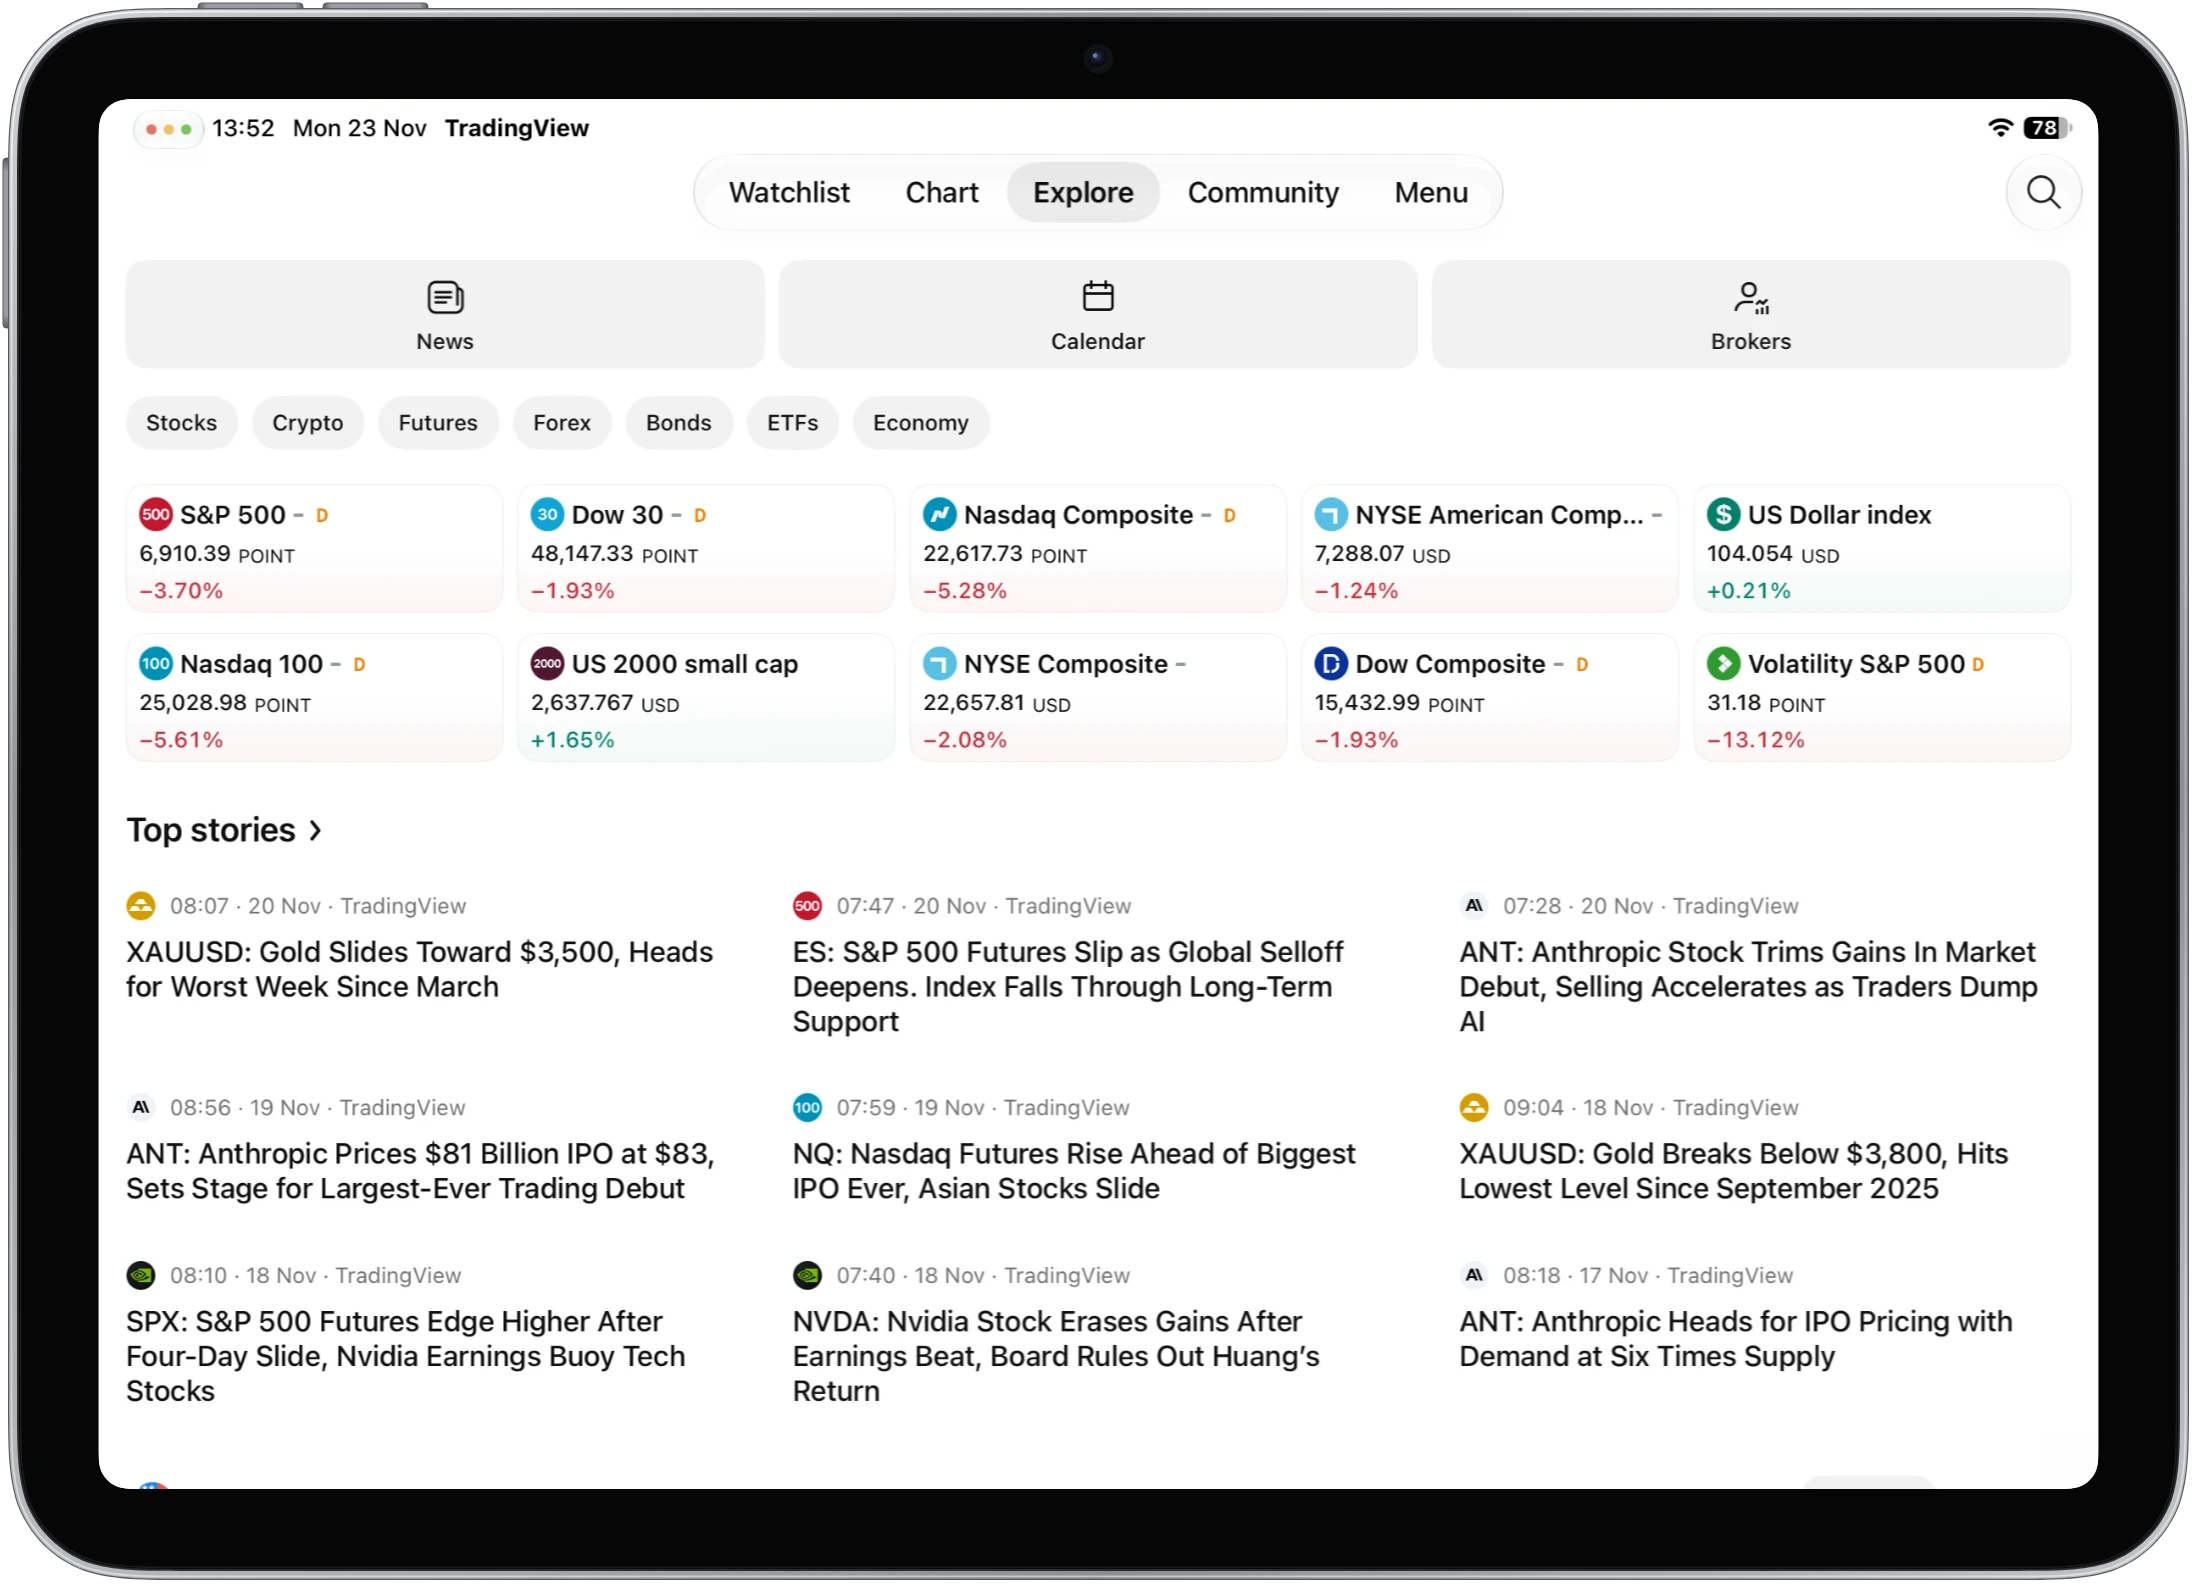 13:52 Mon 23 Nov TradingView
78
Watchlist Chart Explore Community Menu
News
Calendar
Brokers
Stocks Crypto Futures Forex Bonds ETFs Economy
500 S&P 500 – D
6,910.39 POINT
−3.70%
30 Dow 30 – D
48,147.33 POINT
−1.93%
Nasdaq Composite – D
22,617.73 POINT
−5.28%
NYSE American Comp... –
7,288.07 USD
−1.24%
$ US Dollar index
104.054 USD
+0.21%
100 Nasdaq 100 – D
25,028.98 POINT
−5.61%
2000 US 2000 small cap
2,637.767 USD
+1.65%
NYSE Composite –
22,657.81 USD
−2.08%
D Dow Composite – D
15,432.99 POINT
−1.93%
Volatility S&P 500 D
31.18 POINT
−13.12%
Top stories >
08:07 · 20 Nov · TradingView
XAUUSD: Gold Slides Toward $3,500, Heads
for Worst Week Since March
500 07:47 · 20 Nov · TradingView
ES: S&P 500 Futures Slip as Global Selloff
Deepens. Index Falls Through Long-Term
Support
A\ 07:28 · 20 Nov · TradingView
ANT: Anthropic Stock Trims Gains In Market
Debut, Selling Accelerates as Traders Dump
AI
A\ 08:56 · 19 Nov · TradingView
ANT: Anthropic Prices $81 Billion IPO at $83,
Sets Stage for Largest-Ever Trading Debut
100 07:59 · 19 Nov · TradingView
NQ: Nasdaq Futures Rise Ahead of Biggest
IPO Ever, Asian Stocks Slide
09:04 · 18 Nov · TradingView
XAUUSD: Gold Breaks Below $3,800, Hits
Lowest Level Since September 2025
08:10 · 18 Nov · TradingView
SPX: S&P 500 Futures Edge Higher After
Four-Day Slide, Nvidia Earnings Buoy Tech
Stocks
07:40 · 18 Nov · TradingView
NVDA: Nvidia Stock Erases Gains After
Earnings Beat, Board Rules Out Huang’s
Return
A\ 08:18 · 17 Nov · TradingView
ANT: Anthropic Heads for IPO Pricing with
Demand at Six Times Supply